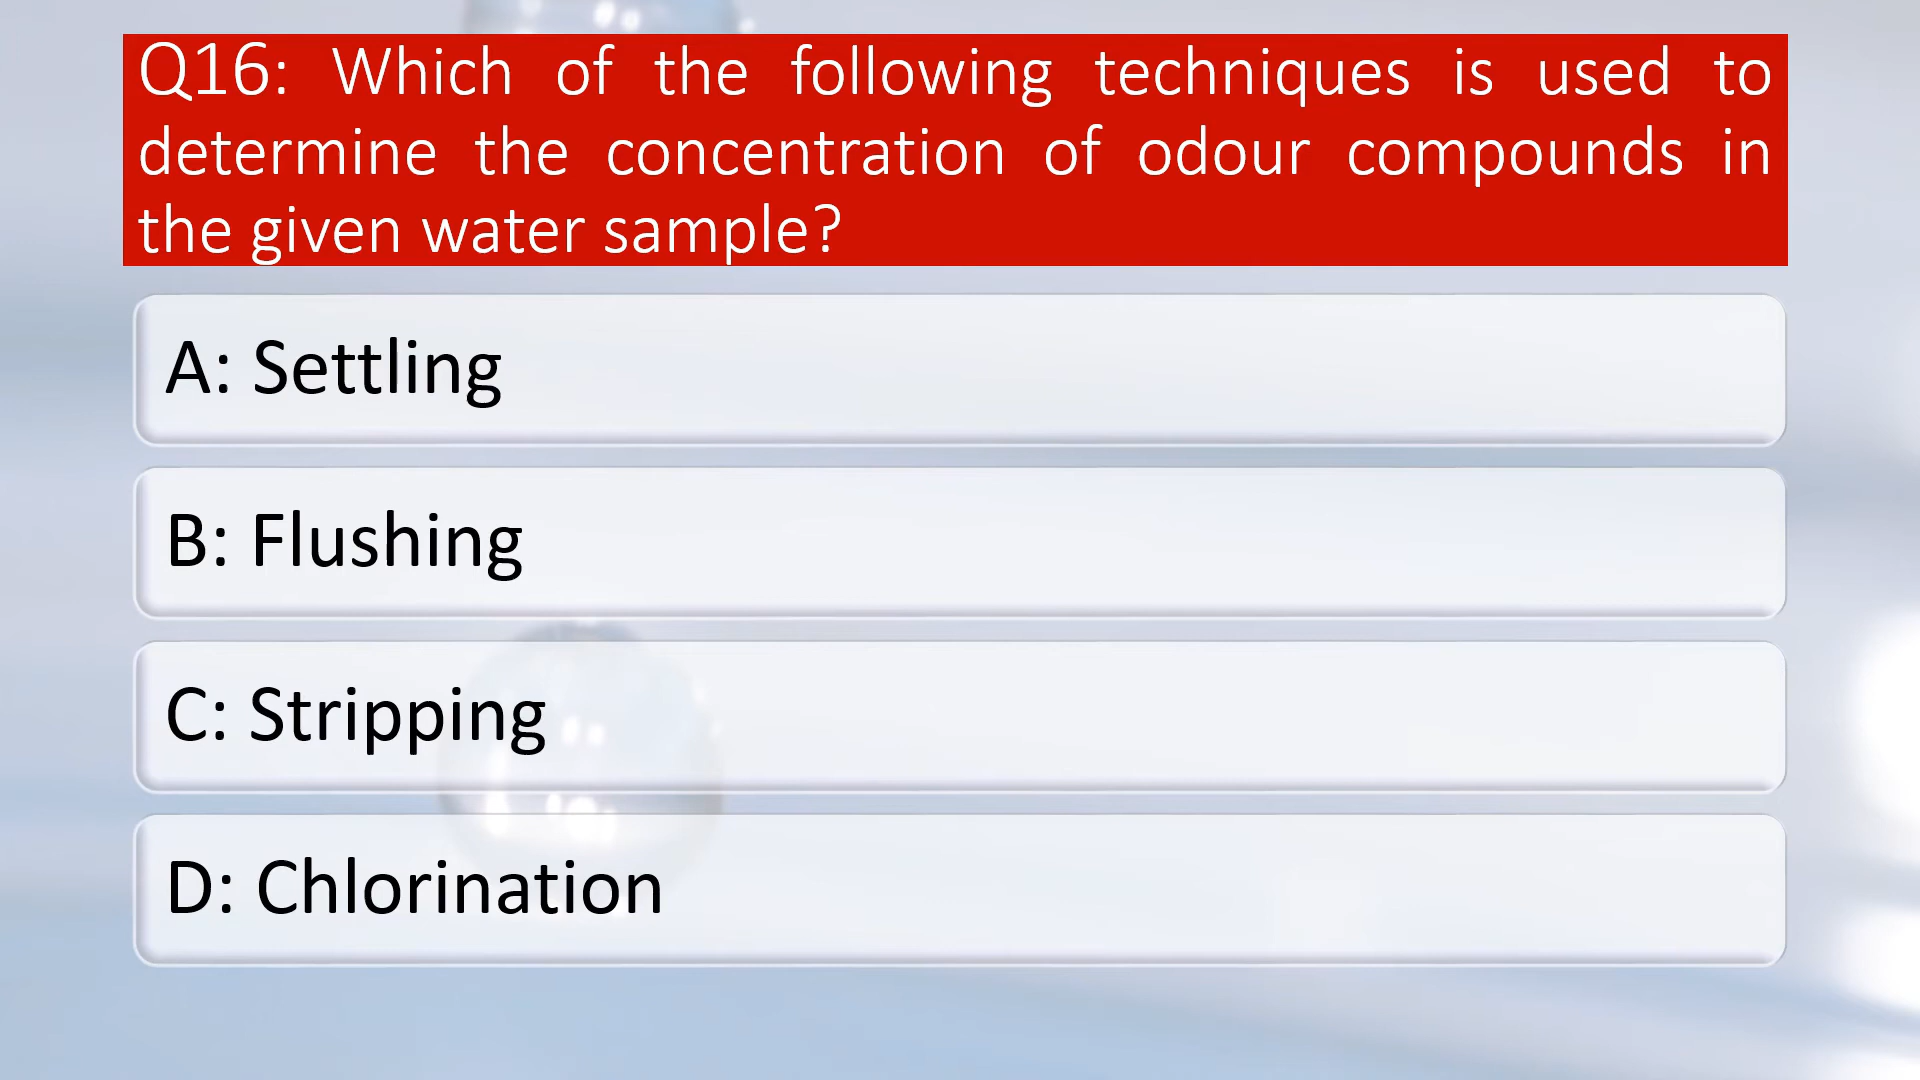 Q16: Which of the following techniques is used to
determine the concentration of odour compounds in
the given water sample?
A: Settling
B: Flushing
C: Stripping
D: Chlorination